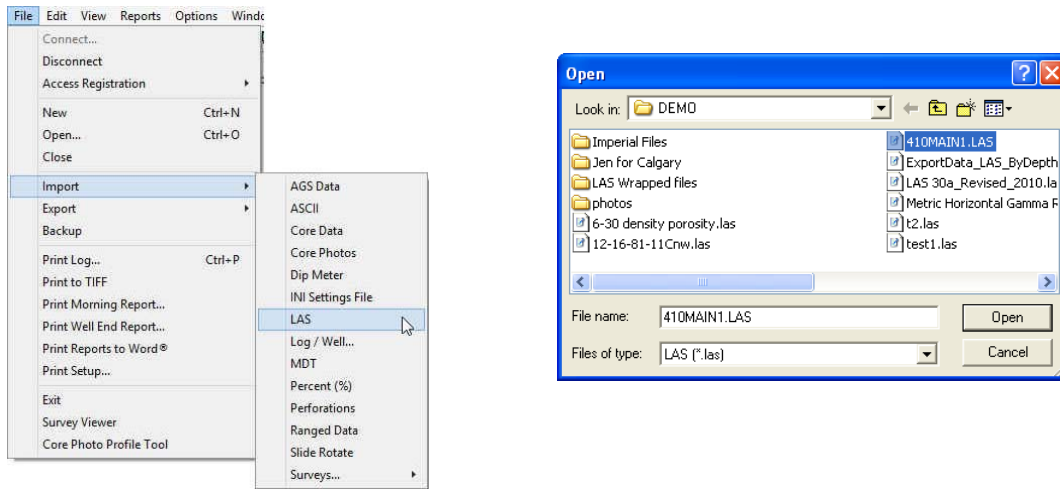 File Edit View Reports Options Windo
Connect...
Disconnect
Access Registration
New Ctrl+N
Open... Ctrl+O
Close
Import
Export
Backup
Print Log... Ctrl+P
Print to TIFF
Print Morning Report...
Print Well End Report...
Print Reports to Word®
Print Setup...
Exit
Survey Viewer
Core Photo Profile Tool
AGS Data
ASCII
Core Data
Core Photos
Dip Meter
INI Settings File
LAS
Log / Well...
MDT
Percent (%)
Perforations
Ranged Data
Slide Rotate
Surveys...
Open
Look in: DEMO
Imperial Files
Jen for Calgary
LAS Wrapped files
photos
6-30 density porosity.las
12-16-81-11Cnw.las
410MAIN1.LAS
ExportData_LAS_ByDepth
LAS 30a_Revised_2010.la
Metric Horizontal Gamma R
t2.las
test1.las
File name: 410MAIN1.LAS Open
Files of type: LAS (*.las) Cancel